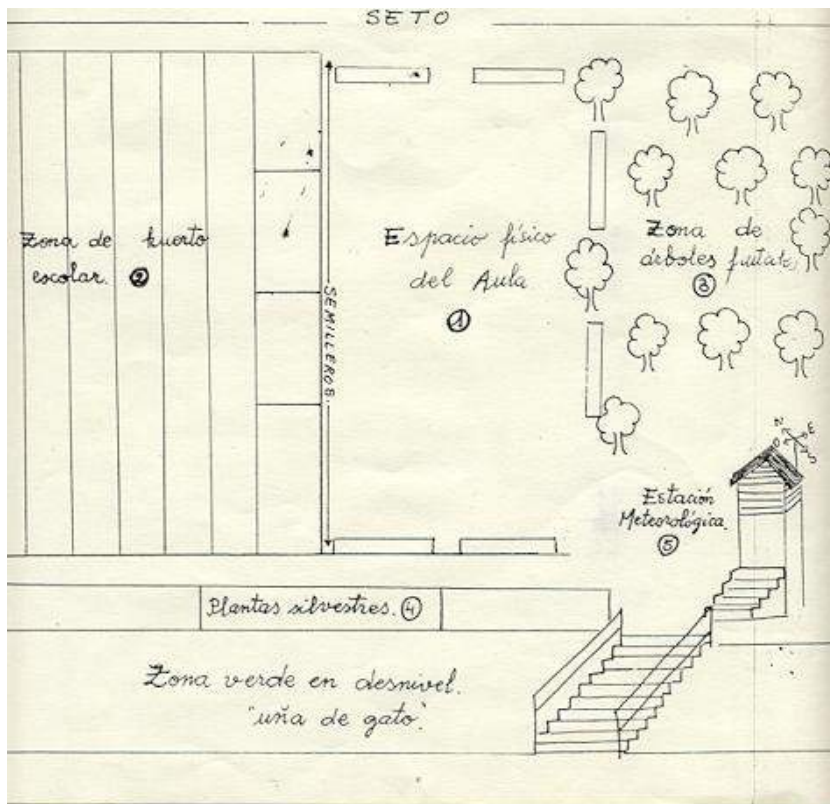 SETO
Zona de huerto
escolar. ②
SEMILLEROS.
Espacio físico
del Aula
①
Zona de
árboles frutales
③
N E
O S
Estación
Meteorológica.
⑤
Plantas silvestres. ④
Zona verde en desnivel.
"uña de gato".